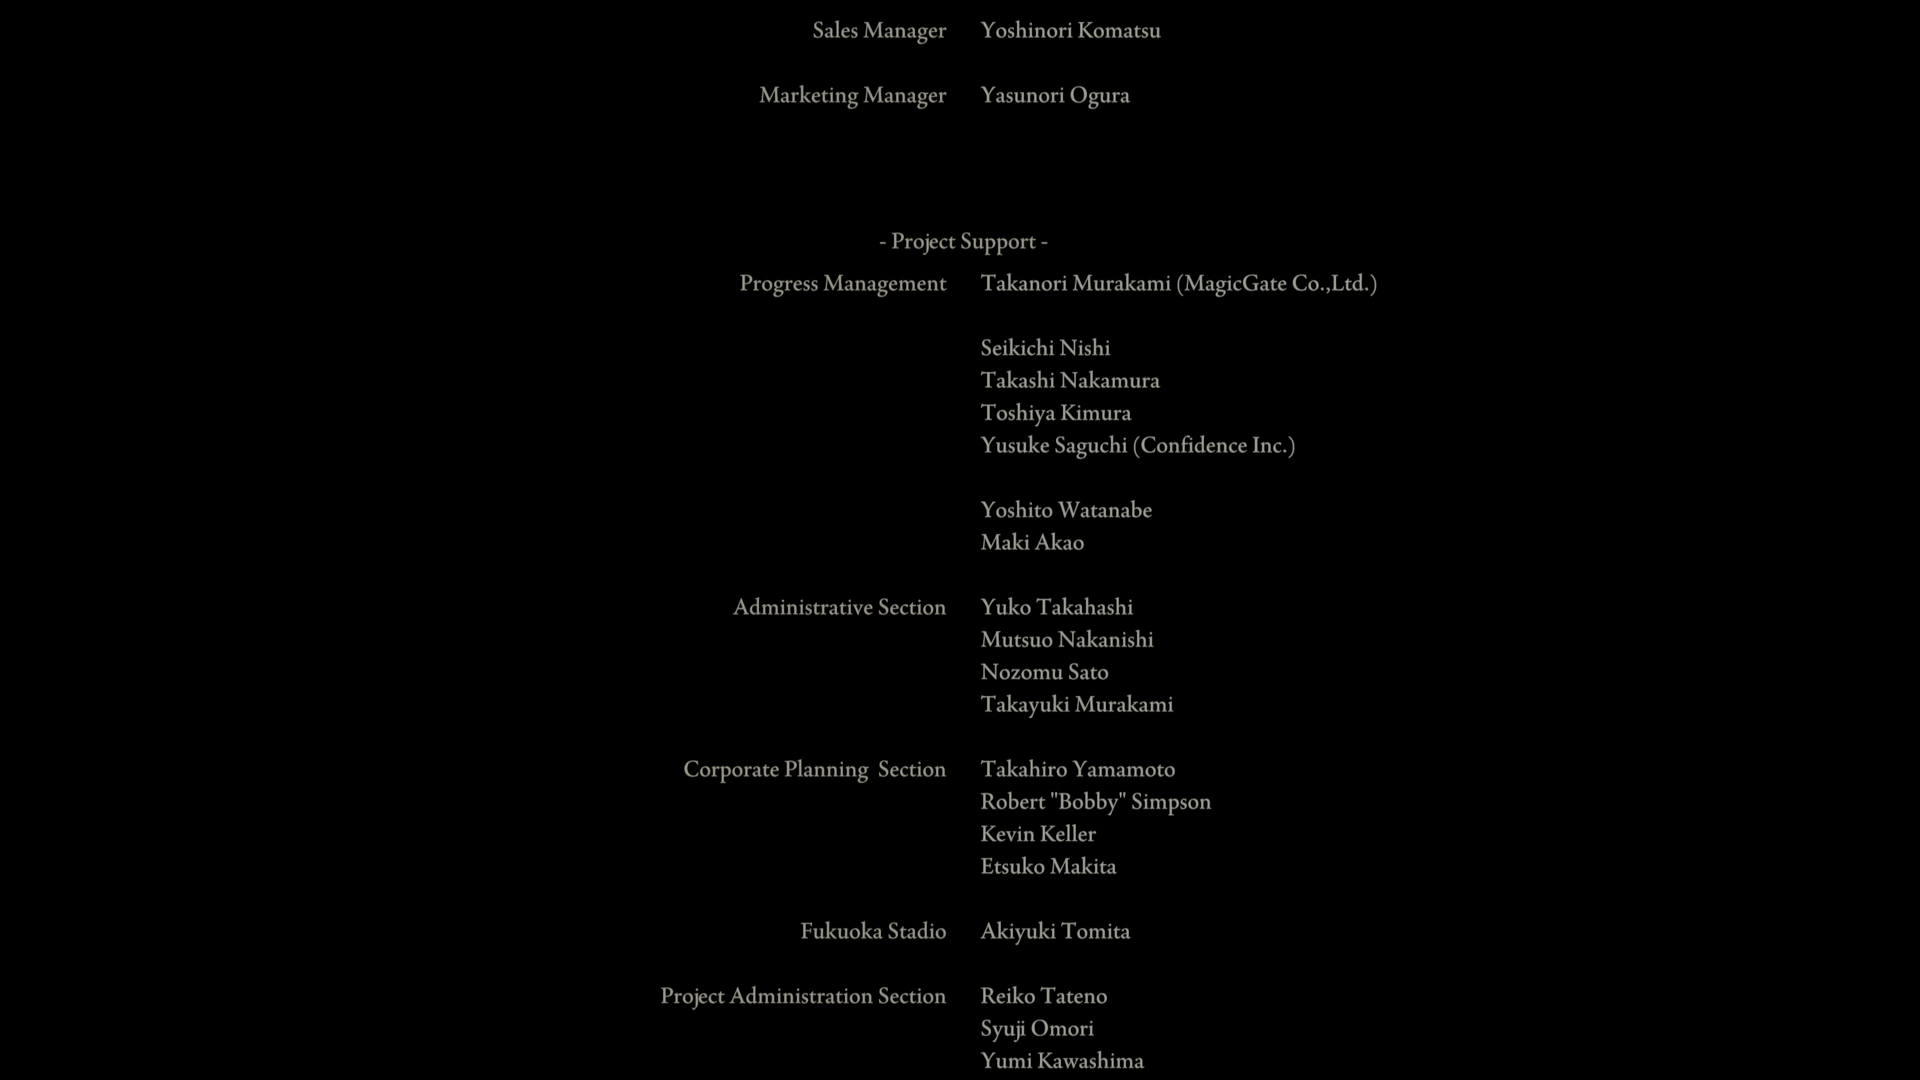 Sales Manager Yoshinori Komatsu
Marketing Manager Yasunori Ogura
- Project Support -
Progress Management Takanori Murakami (MagicGate Co.,Ltd.)
Seikichi Nishi
Takashi Nakamura
Toshiya Kimura
Yusuke Saguchi (Confidence Inc.)
Yoshito Watanabe
Maki Akao
Administrative Section Yuko Takahashi
Mutsuo Nakanishi
Nozomu Sato
Takayuki Murakami
Corporate Planning  Section Takahiro Yamamoto
Robert "Bobby" Simpson
Kevin Keller
Etsuko Makita
Fukuoka Stadio Akiyuki Tomita
Project Administration Section Reiko Tateno
Syuji Omori
Yumi Kawashima